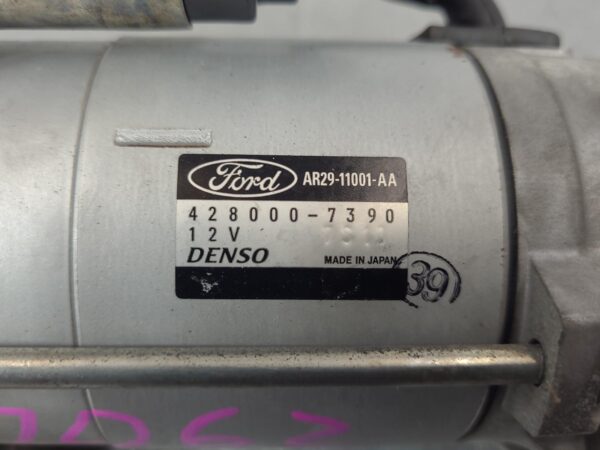 Ford AR29-11001-AA
428000-7390
12V
DENSO MADE IN JAPAN
39